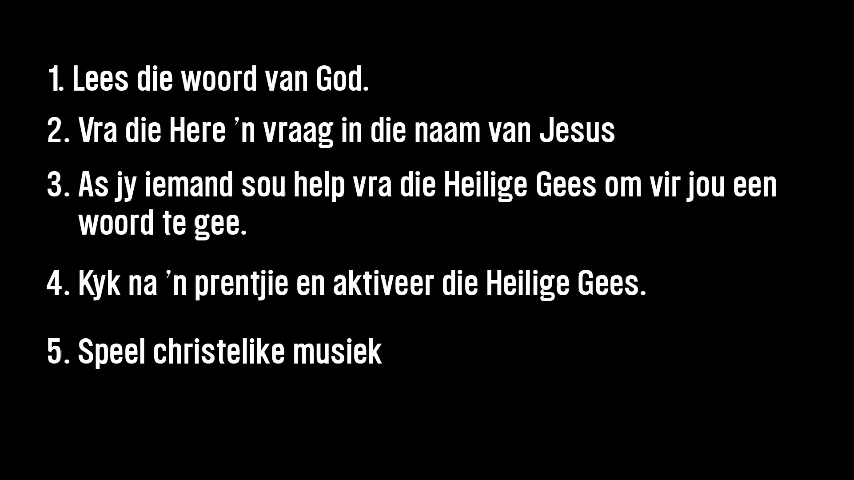 1. Lees die woord van God.
2. Vra die Here ’n vraag in die naam van Jesus
3. As jy iemand sou help vra die Heilige Gees om vir jou een
woord te gee.
4. Kyk na ’n prentjie en aktiveer die Heilige Gees.
5. Speel christelike musiek